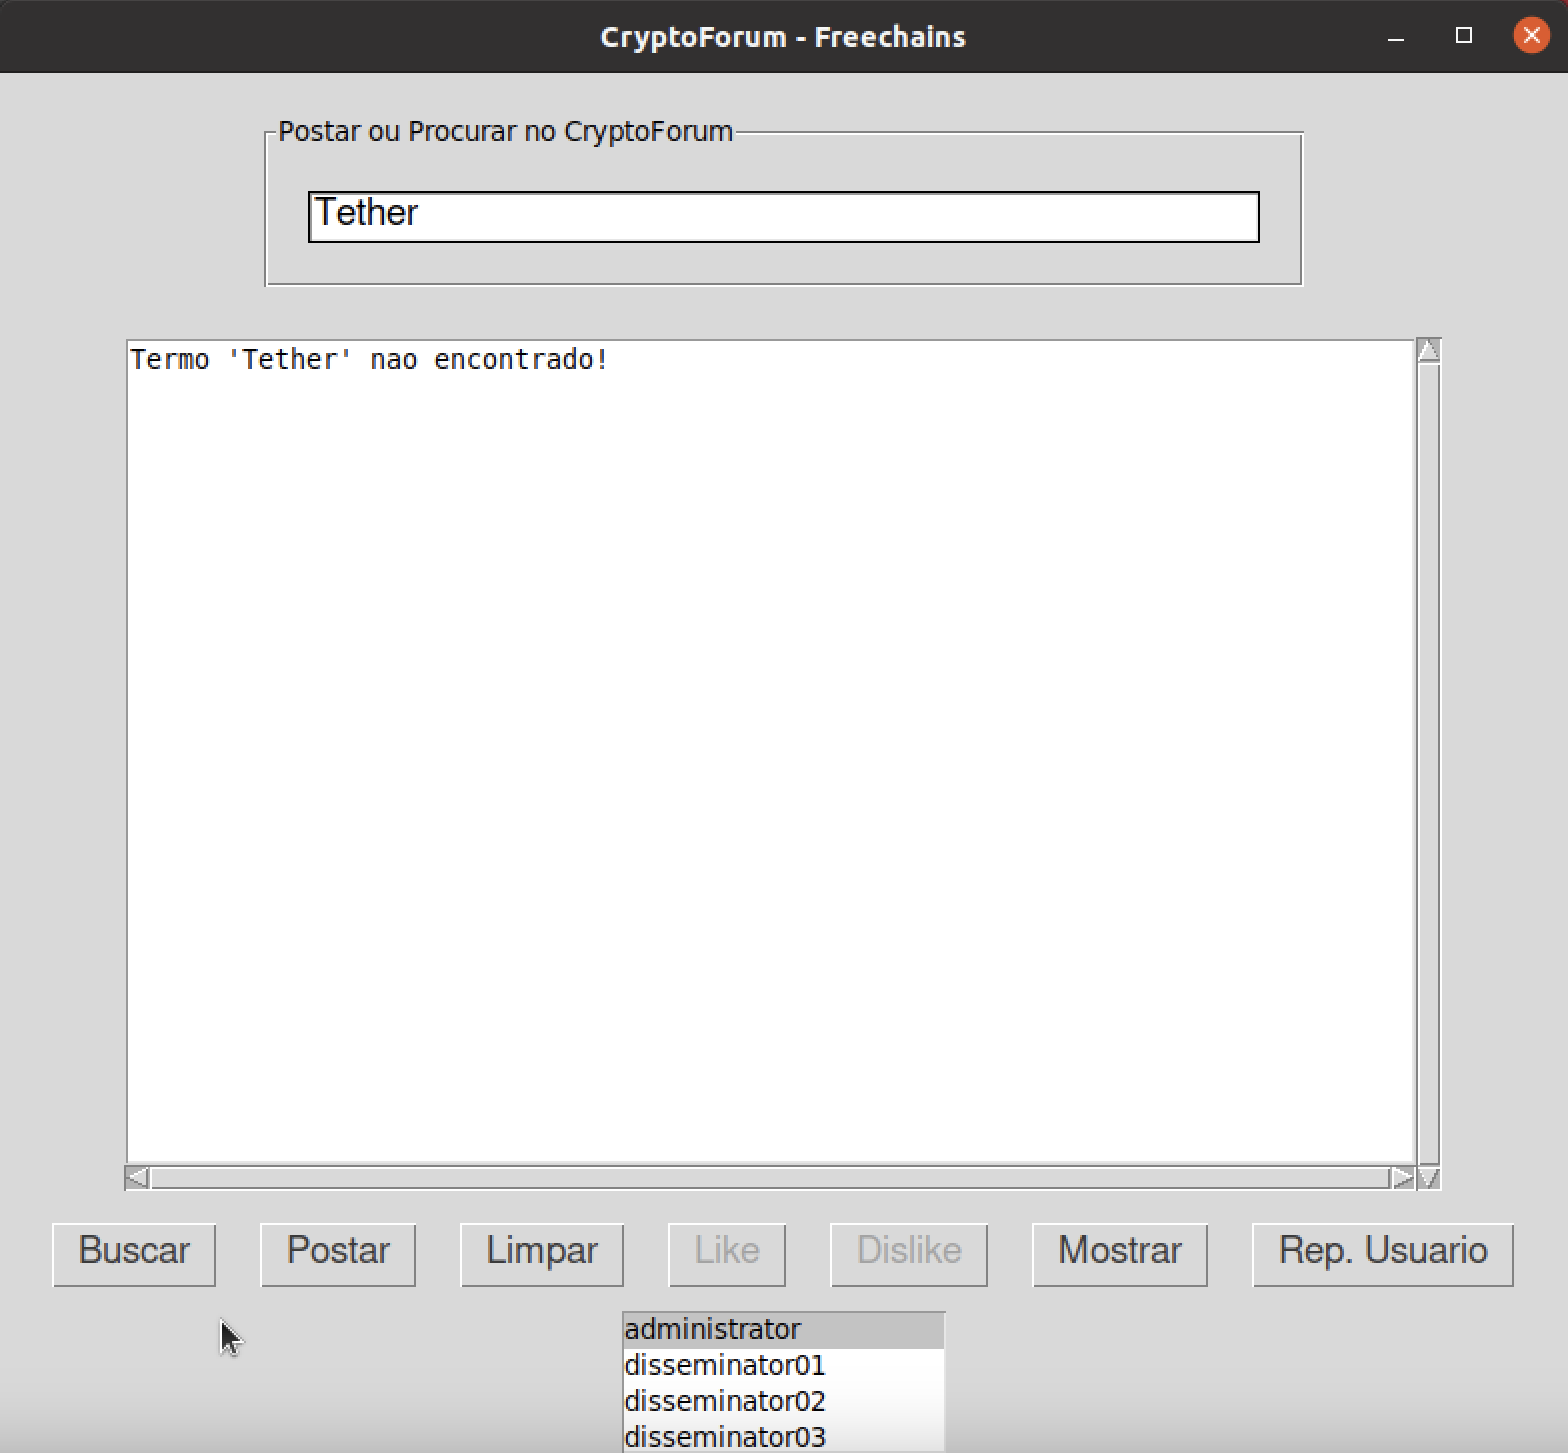 CryptoForum - Freechains
Postar ou Procurar no CryptoForum
Tether
Termo 'Tether' nao encontrado!
Buscar Postar Limpar Like Dislike Mostrar Rep. Usuario
administrator
disseminator01
disseminator02
disseminator03